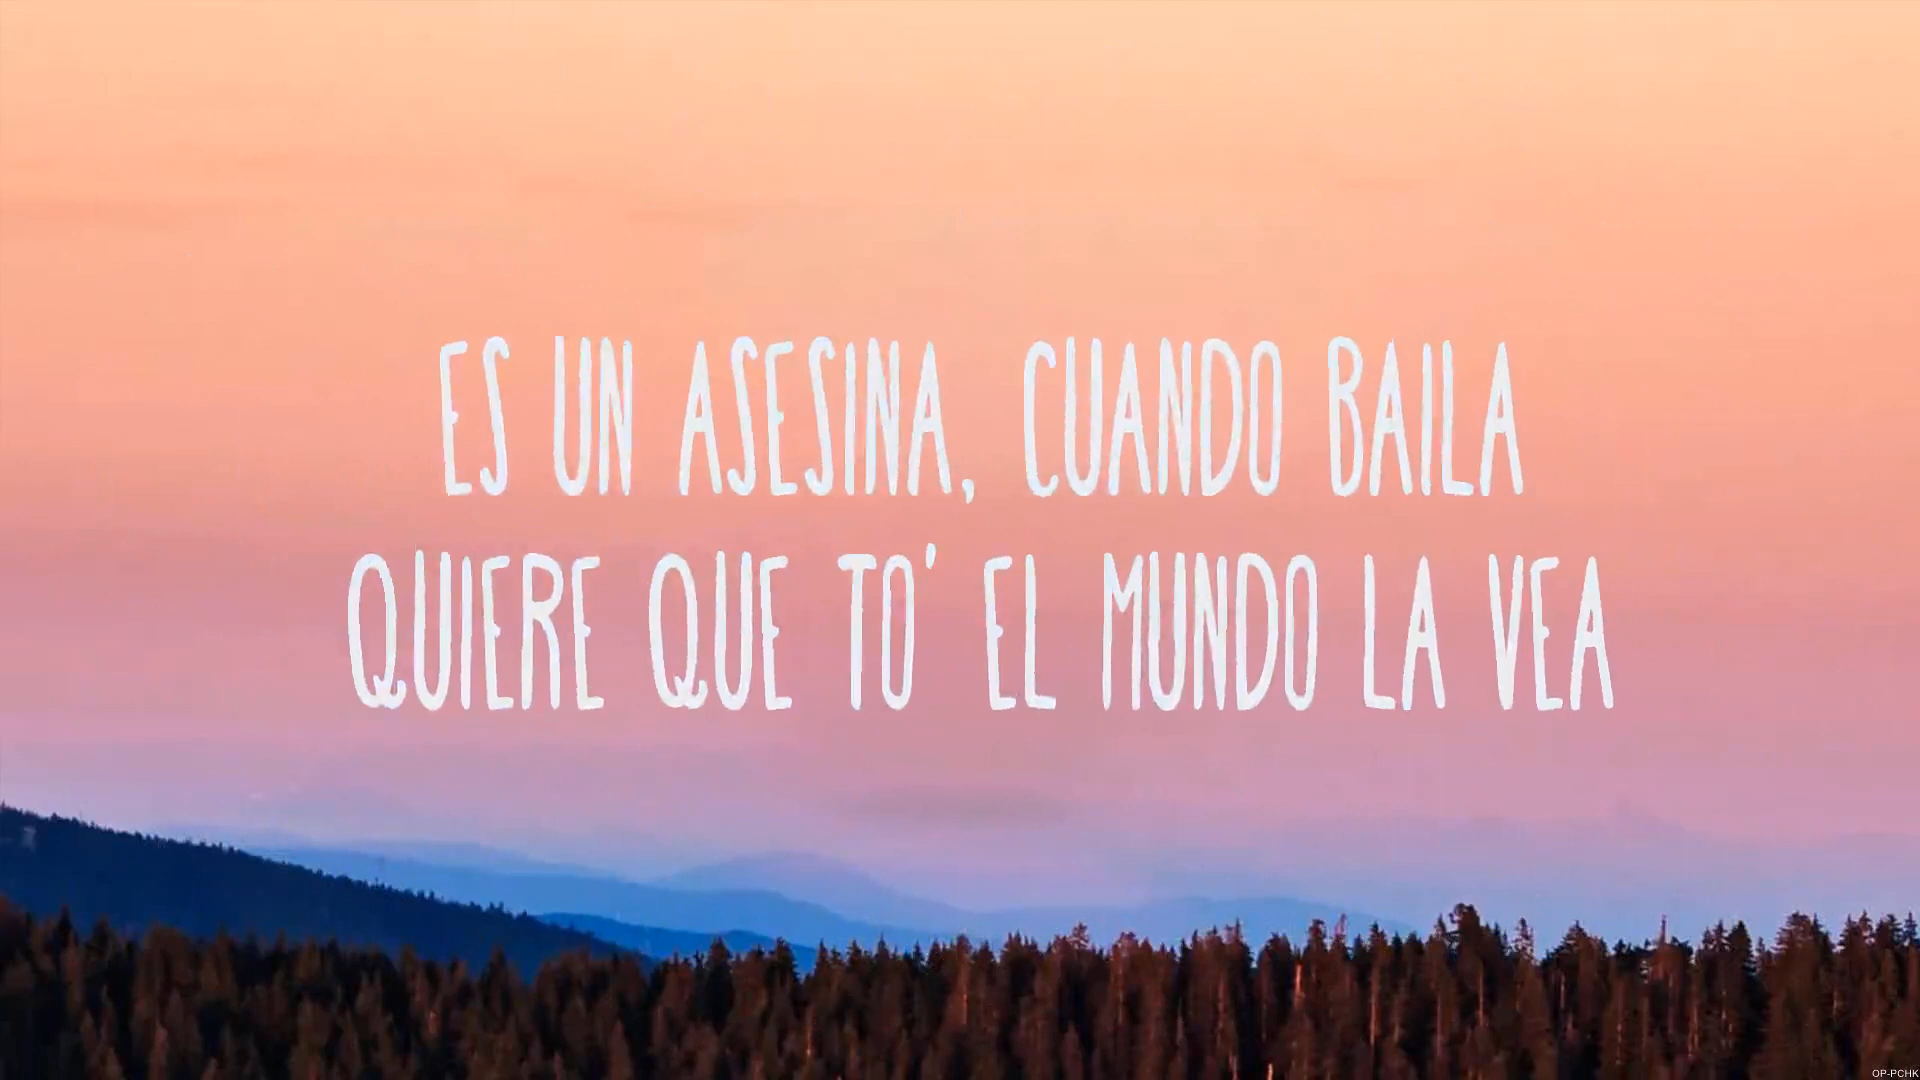 ES UN ASESINA, CUANDO BAILA
QUIERE QUE TO' EL MUNDO LA VEA
OP-PCHK